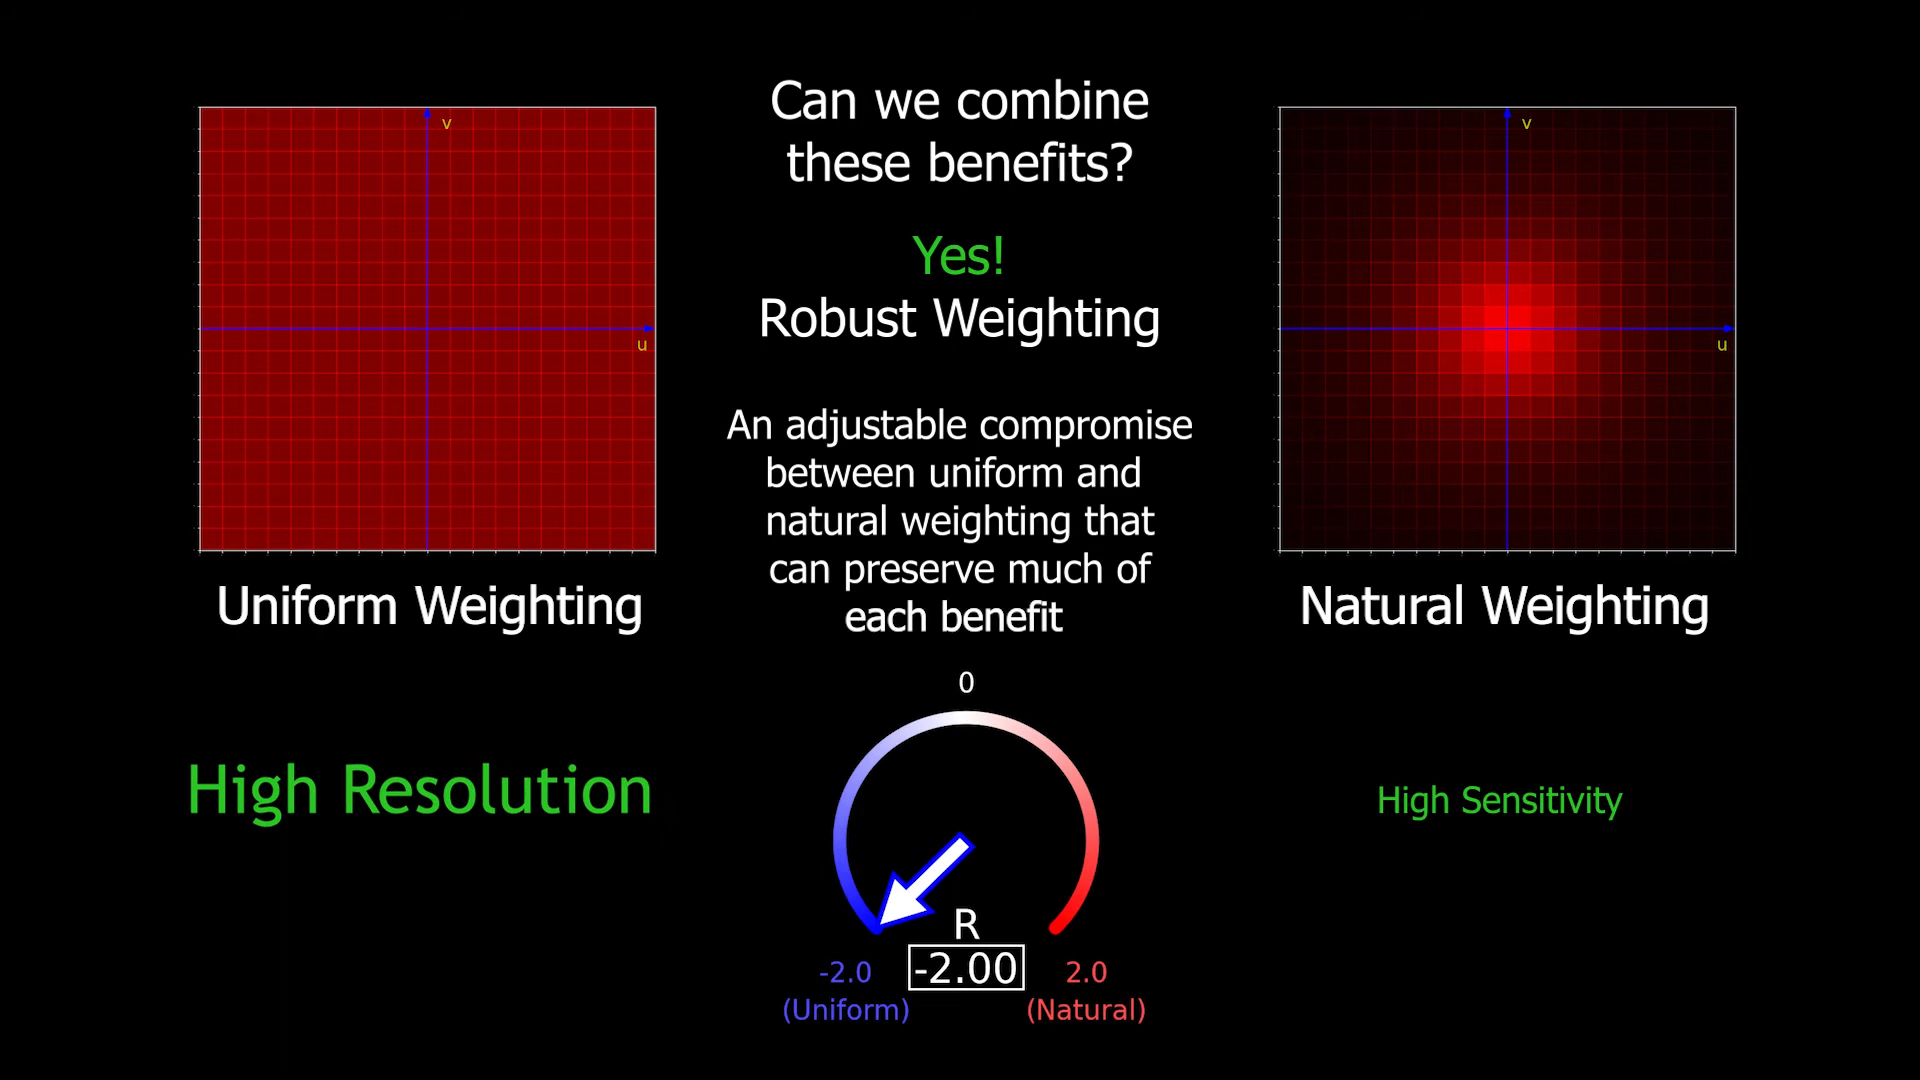 Can we combine
these benefits?
Yes!
Robust Weighting
An adjustable compromise
between uniform and
natural weighting that
can preserve much of
each benefit
v
u
Uniform Weighting
High Resolution
v
u
Natural Weighting
High Sensitivity
0
R
-2.00
-2.0
(Uniform)
2.0
(Natural)